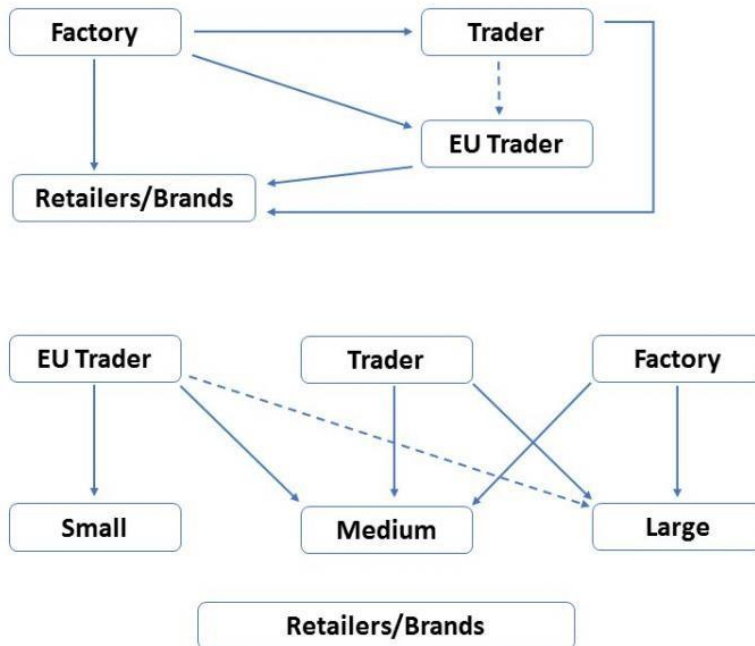 Factory
Trader
EU Trader
Retailers/Brands
EU Trader
Trader
Factory
Small
Medium
Large
Retailers/Brands